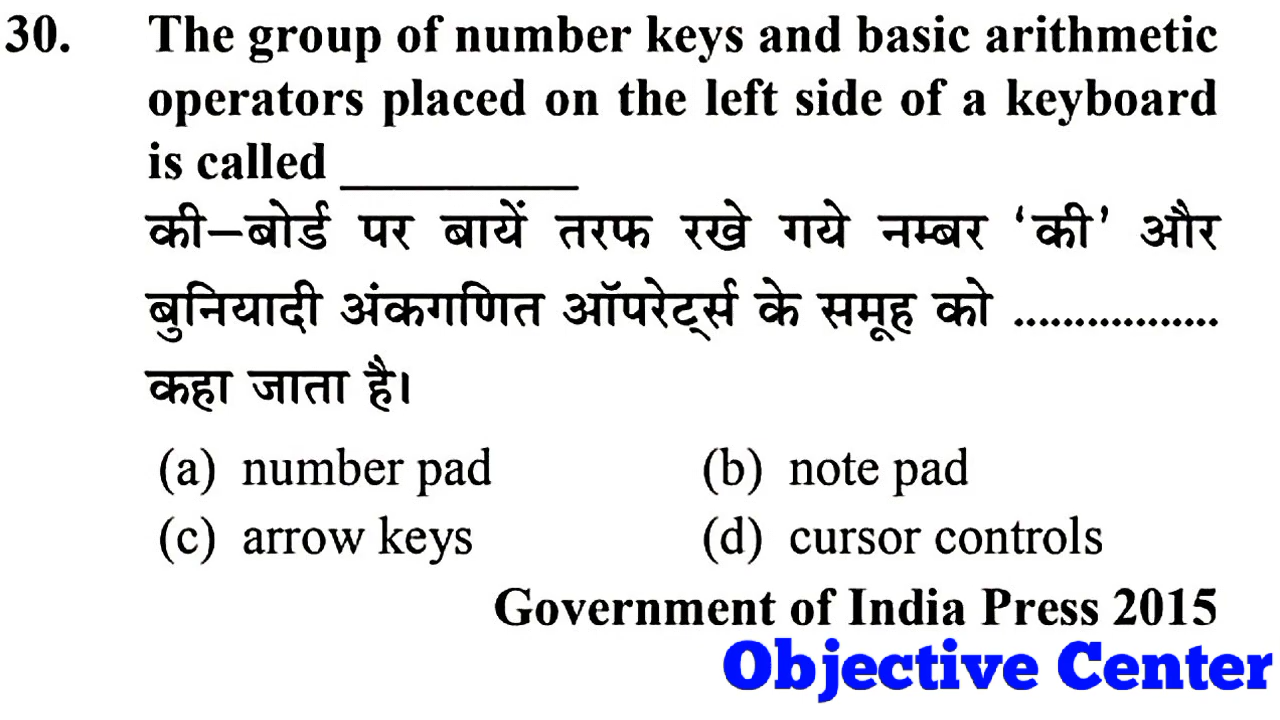 30. The group of number keys and basic arithmetic
operators placed on the left side of a keyboard
is called __________
की–बोर्ड पर बायें तरफ रखे गये नम्बर ‘की’ और
बुनियादी अंकगणित ऑपरेट्र्स के समूह को .................
कहा जाता है।
(a) number pad (b) note pad
(c) arrow keys (d) cursor controls
Government of India Press 2015
Objective Center